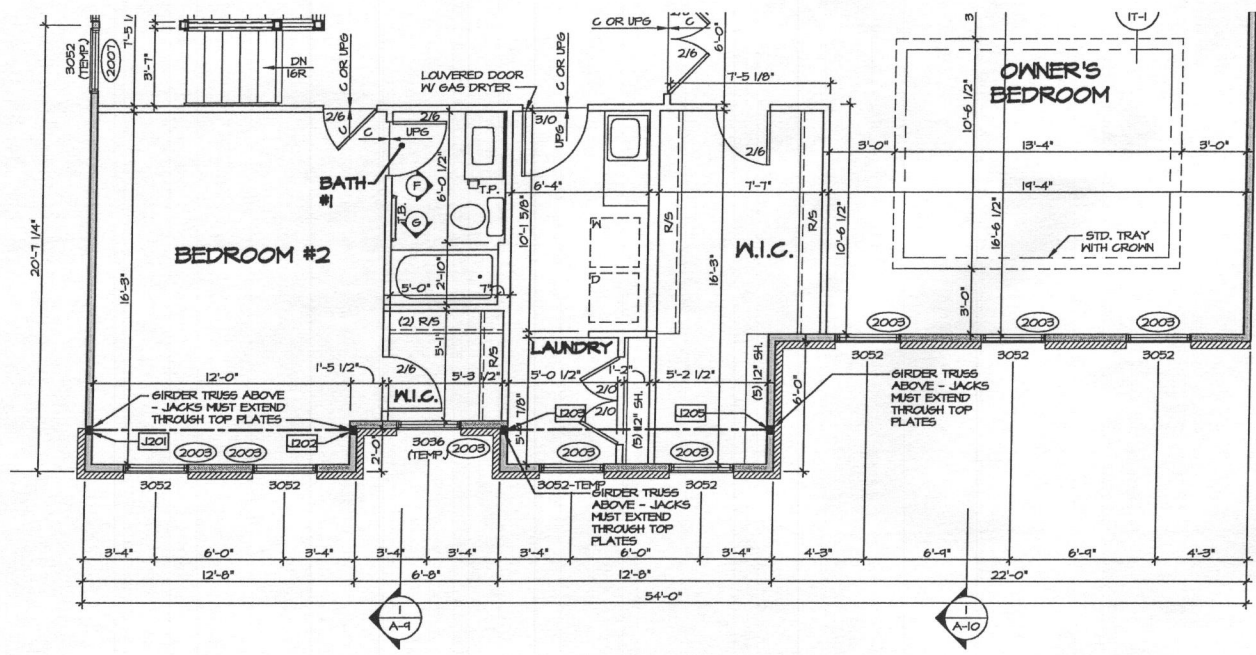 3052
(TEMP.)
2007
7'-5 1/
3'-7"
DN
16R
C OR UPG
2/6
C
LOUVERED DOOR
W/ GAS DRYER
C OR UPG
3/0
UPG
C OR UPG
C
2/6
2/6
6'-0"
7'-5 1/8"
3
1T-1
OWNER'S
BEDROOM
10'-6 1/2"
3'-0"
13'-4"
3'-0"
19'-4"
STD. TRAY
WITH CROWN
16'-6 1/2"
3'-0"
2/6
C
UPG
BATH
#1
F
G
T.B.
6'-0 1/2"
T.P.
6'-4"
2/6
7'-7"
R/S
R/S
W.I.C.
10'-6 1/2"
20'-7 1/4"
BEDROOM #2
16'-3"
10'-1 5/8"
W
D
16'-3"
2'-10"
5'-0"
7"
(2) R/S
5'-1"
R/S
2/6
W.I.C.
LAUNDRY
2003
2003
2003
3052
3052
3052
12'-0"
1'-5 1/2"
5'-3 1/2"
5'-0 1/2"
1'-2"
5'-2 1/2"
(5) 12" SH.
6'-0"
GIRDER TRUSS ABOVE
- JACKS MUST EXTEND
THROUGH TOP PLATES
GIRDER TRUSS
ABOVE - JACKS
MUST EXTEND
THROUGH TOP
PLATES
2/0
2/0
(5) 12" SH.
J201
J202
J203
J205
2003
2003
2'-0"
3036
(TEMP.)
2003
2003
2003
3052
3052
3052-TEMP
3052
GIRDER TRUSS
ABOVE - JACKS
MUST EXTEND
THROUGH TOP
PLATES
3'-4"
6'-0"
3'-4"
3'-4"
3'-4"
3'-4"
6'-0"
3'-4"
4'-3"
6'-9"
6'-9"
4'-3"
12'-8"
6'-8"
12'-8"
22'-0"
54'-0"
1
A-9
1
A-10